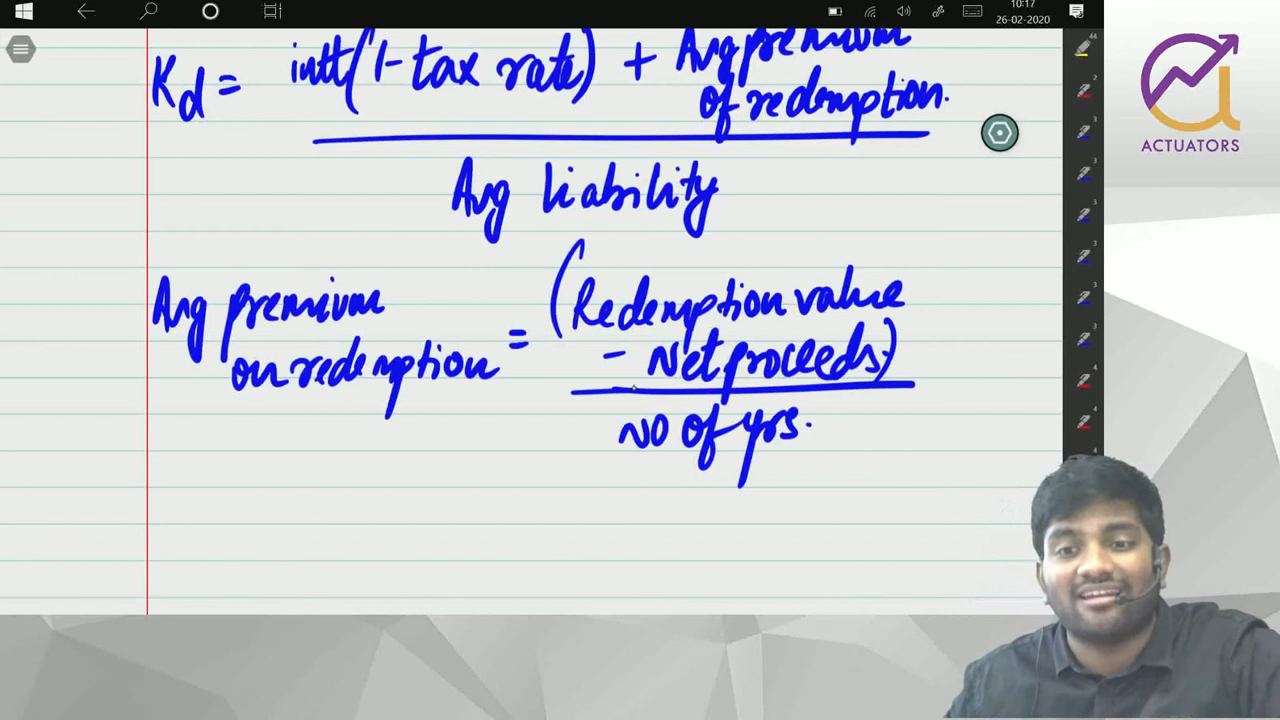 10:17
26-02-2020
Kd = intt(1-tax rate) + Avg premium
of redemption.
Avg liability
Avg premium
on redemption = (Redemption value
- Net proceeds)
NO of yrs.
ACTUATORS